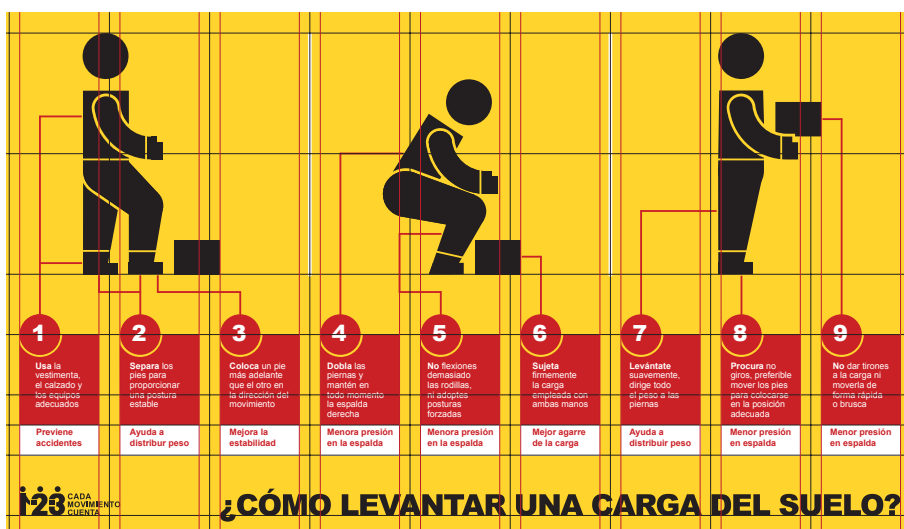 1
Usa la
vestimenta,
el calzado y
los equipos
adecuados
Previene
accidentes
2
Separa los
pies para
proporcionar
una postura
estable
Ayuda a
distribur peso
3
Coloca un pie
más adelante
que el otro en
la dirección del
movimiento
Mejora la
estabilidad
4
Dobla las
piernas y
mantén en
todo momento
la espalda
derecha
Menora presión
en la espalda
5
No flexiones
demasiado
las rodillas,
ni adoptes
posturas
forzadas
Menora presión
en la espalda
6
Sujeta
firmemente
la carga
empleada con
ambas manos
Mejor agarre
de la carga
7
Levántate
suavemente,
dirige todo
el peso a las
piernas
Ayuda a
distribuir peso
8
Procura no
giros, preferible
mover los pies
para colocarse
en la posición
adecuada
Menor presión
en espalda
9
No dar tirones
a la carga ni
moverla de
forma rápida
o brusca
Menor presión
en espalda
123
CADA
MOVIMIENTO
CUENTA
¿CÓMO LEVANTAR UNA CARGA DEL SUELO?